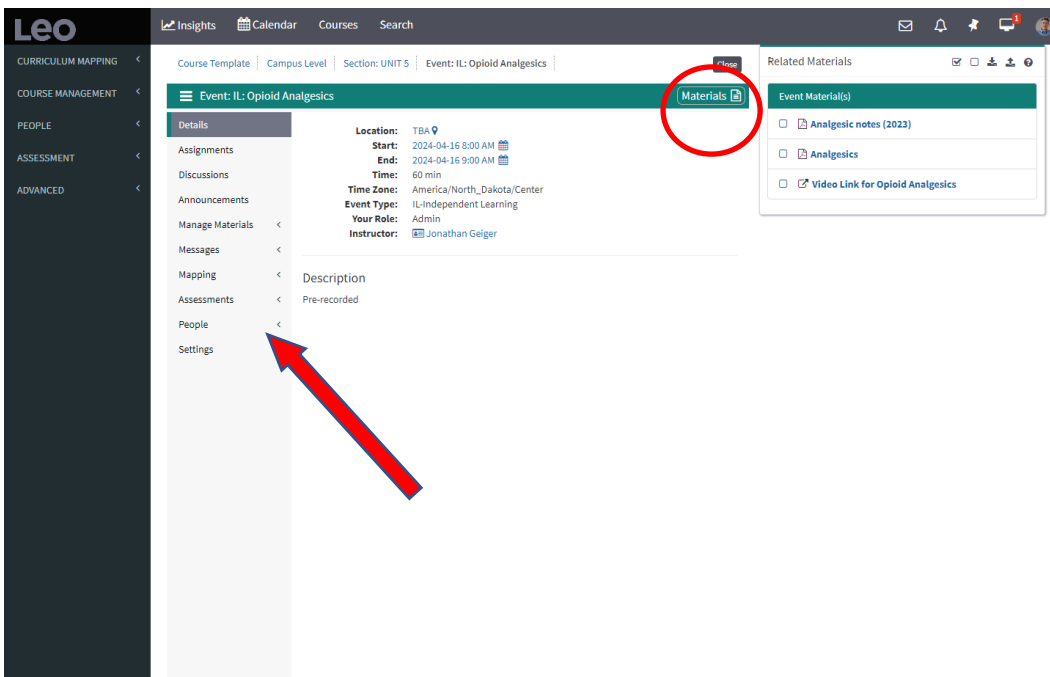 Leo
Insights Calendar Courses Search
1
CURRICULUM MAPPING
COURSE MANAGEMENT
PEOPLE
ASSESSMENT
ADVANCED
Course Template Campus Level Section: UNIT 5 Event: IL: Opioid Analgesics
Close
Event: IL: Opioid Analgesics
Materials
Details
Assignments
Discussions
Announcements
Manage Materials
Messages
Mapping
Assessments
People
Settings
Location: TBA
Start: 2024-04-16 8:00 AM
End: 2024-04-16 9:00 AM
Time: 60 min
Time Zone: America/North_Dakota/Center
Event Type: IL-Independent Learning
Your Role: Admin
Instructor: Jonathan Geiger
Description
Pre-recorded
Related Materials
Event Material(s)
Analgesic notes (2023)
Analgesics
Video Link for Opioid Analgesics